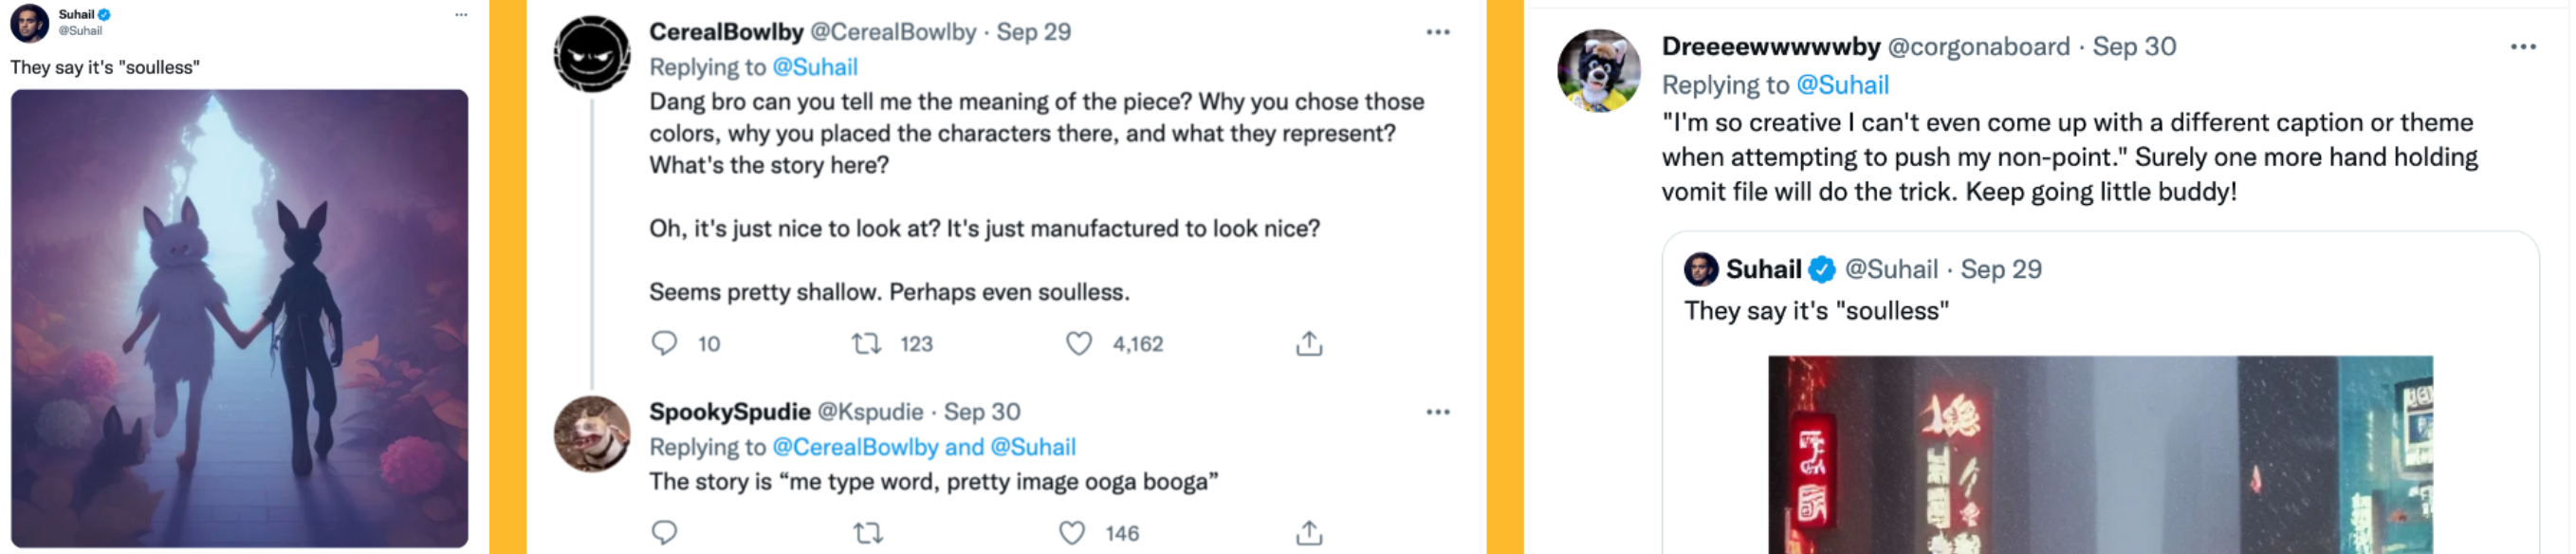 Suhail
@Suhail
They say it's "soulless"
CerealBowlby @CerealBowlby · Sep 29
Replying to @Suhail
Dang bro can you tell me the meaning of the piece? Why you chose those
colors, why you placed the characters there, and what they represent?
What's the story here?
Oh, it's just nice to look at? It's just manufactured to look nice?
Seems pretty shallow. Perhaps even soulless.
10 123 4,162
SpookySpudie @Kspudie · Sep 30
Replying to @CerealBowlby and @Suhail
The story is “me type word, pretty image ooga booga”
146
Dreeeewwwwwby @corgonaboard · Sep 30
Replying to @Suhail
"I'm so creative I can't even come up with a different caption or theme
when attempting to push my non-point." Surely one more hand holding
vomit file will do the trick. Keep going little buddy!
Suhail @Suhail · Sep 29
They say it's "soulless"